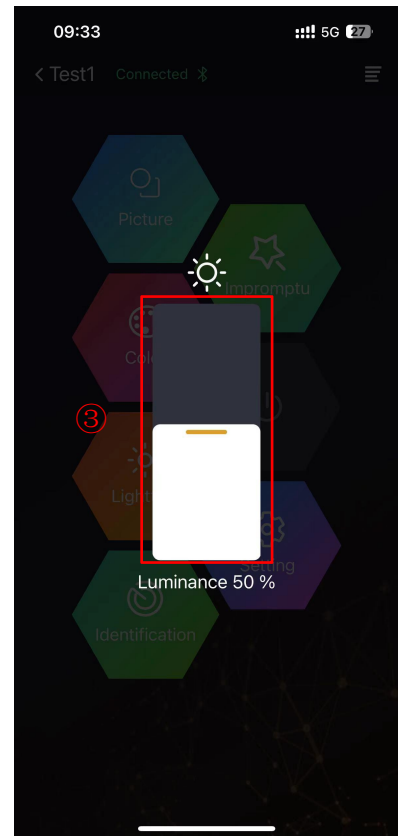 09:33 5G 27
< Test1 Connected
Picture
Impromptu
③
Setting
Luminance 50 %
Identification